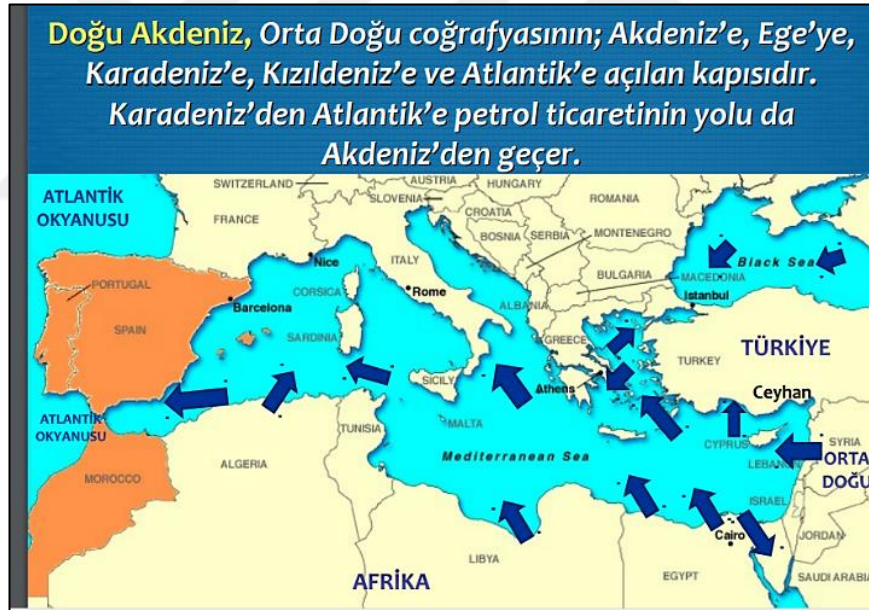 Doğu Akdeniz, Orta Doğu coğrafyasının; Akdeniz’e, Ege’ye,
Karadeniz’e, Kızıldeniz’e ve Atlantik’e açılan kapısıdır.
Karadeniz’den Atlantik’e petrol ticaretinin yolu da
Akdeniz’den geçer.
ATLANTİK
OKYANUSU
SWITZERLAND
AUSTRIA
HUNGARY
SLOVENIA
ROMANIA
FRANCE
CROATIA
BOSNIA
SERBIA
MONTENEGRO
ITALY
Nice
BULGARIA
MACEDONIA
Black Sea
PORTUGAL
CORSICA
Rome
Istanbul
Barcelona
ALBANIA
SPAIN
SARDINIA
GREECE
TURKEY
TÜRKİYE
SICILY
Athens
Ceyhan
ATLANTİK
OKYANUSU
MALTA
TUNISIA
CYPRUS
SYRIA
Mediterranean Sea
LEBANON
ORTA
DOĞU
ALGERIA
MOROCCO
ISRAEL
Cairo
JORDAN
LIBYA
AFRİKA
EGYPT
SAUDI ARABIA